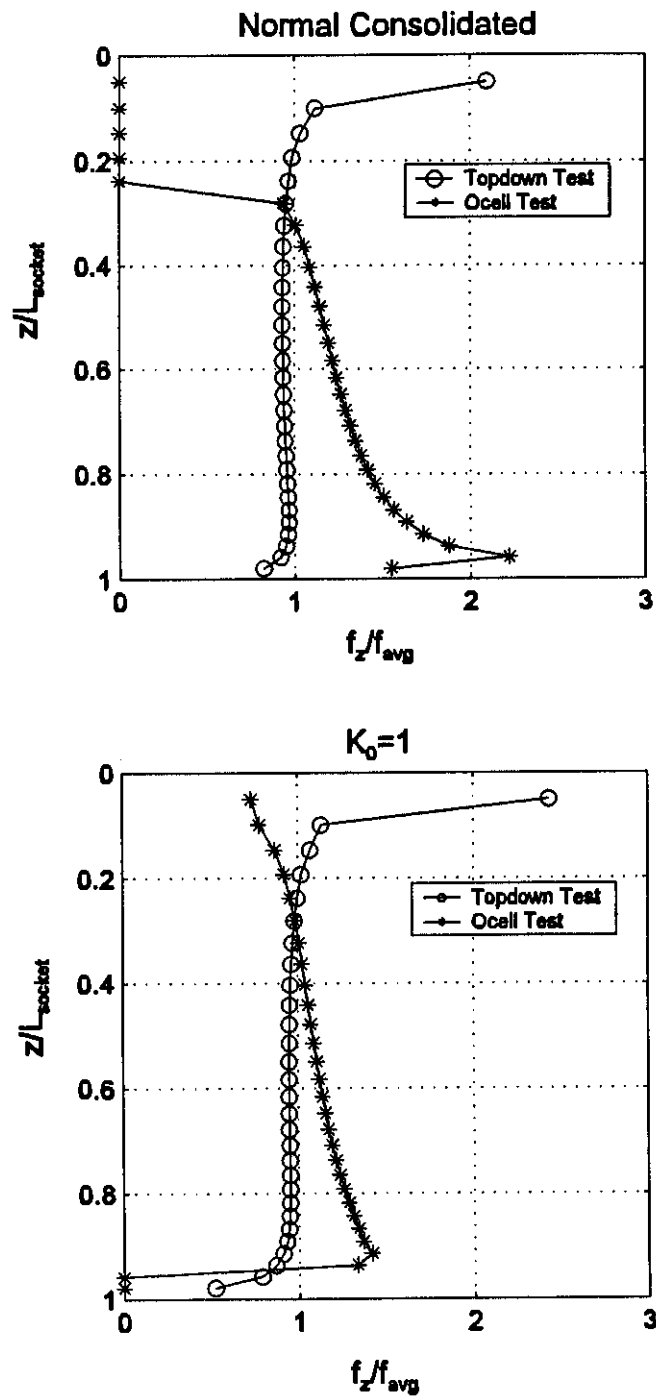 Normal Consolidated
0
0.2
0.4
0.6
0.8
1
z/L_socket
Topdown Test
Ocell Test
0
1
2
3
f_z/f_avg
K_0=1
0
0.2
0.4
0.6
0.8
1
z/L_socket
Topdown Test
Ocell Test
0
1
2
3
f_z/f_avg